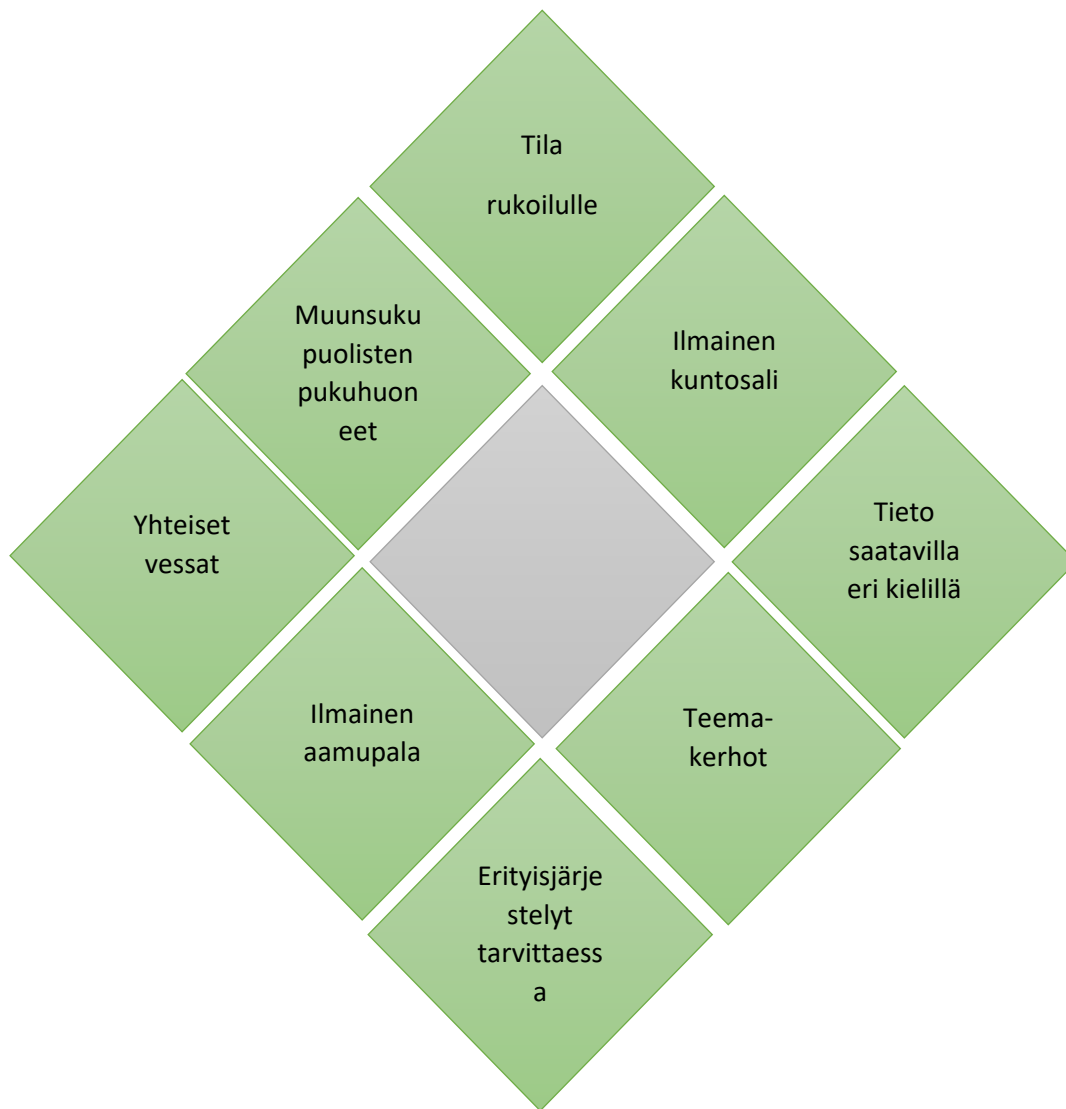 Tila
rukoilulle
Muunsuku
puolisten
pukuhuon
eet
Ilmainen
kuntosali
Yhteiset
vessat
Tieto
saatavilla
eri kielillä
Ilmainen
aamupala
Teema-
kerhot
Erityisjärje
stelyt
tarvittaess
a